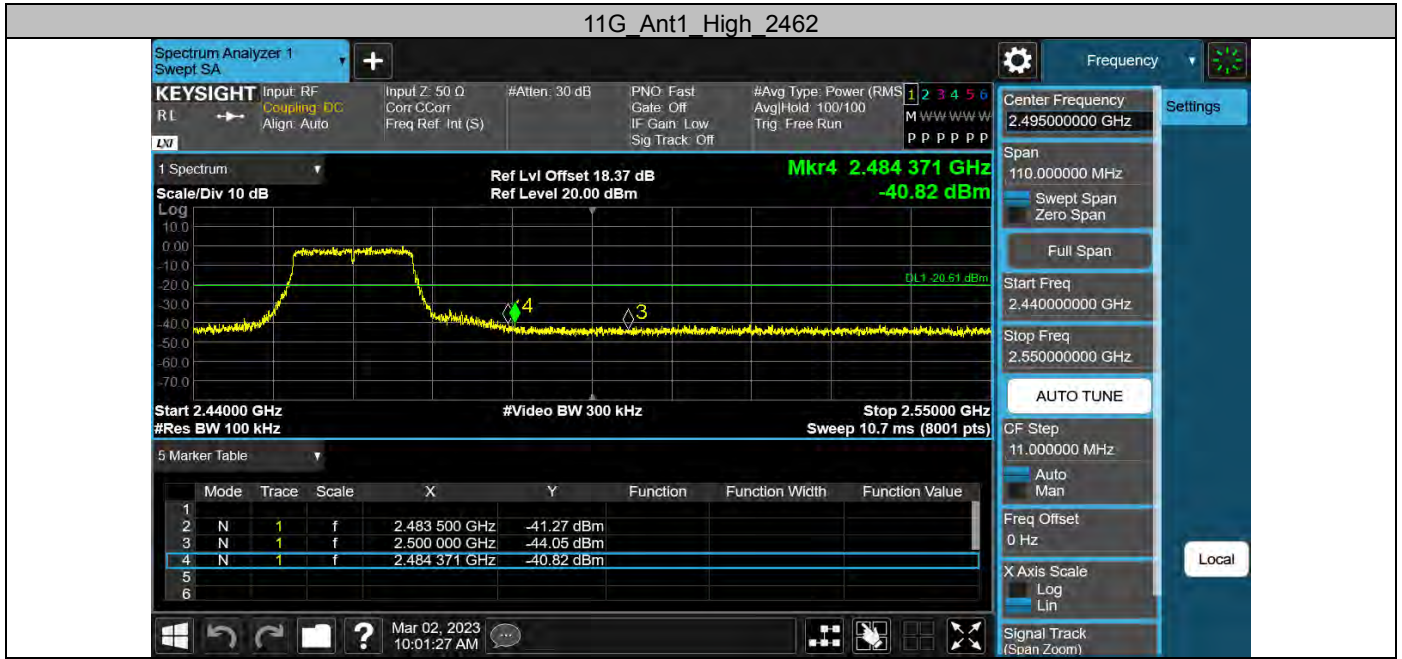 11G_Ant1_High_2462
Spectrum Analyzer 1
Swept SA
+
Frequency
KEYSIGHT
RL
LXI
Input: RF
Coupling: DC
Align: Auto
Input Z: 50 Ω
Corr CCorr
Freq Ref: Int (S)
#Atten: 30 dB
PNO: Fast
Gate: Off
IF Gain: Low
Sig Track: Off
#Avg Type: Power (RMS
Avg|Hold: 100/100
Trig: Free Run
1 2 3 4 5 6
M W W W W W
P P P P P P
Center Frequency
2.495000000 GHz
Settings
Span
110.000000 MHz
Swept Span
Zero Span
Full Span
Start Freq
2.440000000 GHz
Stop Freq
2.550000000 GHz
AUTO TUNE
CF Step
11.000000 MHz
Auto
Man
Freq Offset
0 Hz
X Axis Scale
Log
Lin
Local
Signal Track
(Span Zoom)
1 Spectrum
Scale/Div 10 dB
Ref Lvl Offset 18.37 dB
Ref Level 20.00 dBm
Mkr4 2.484 371 GHz
-40.82 dBm
Log
10.0
0.00
-10.0
-20.0
-30.0
-40.0
-50.0
-60.0
-70.0
DL1 -20.61 dBm
4
3
Start 2.44000 GHz
#Video BW 300 kHz
Stop 2.55000 GHz
#Res BW 100 kHz
Sweep 10.7 ms (8001 pts)
5 Marker Table
Mode Trace Scale X Y Function Function Width Function Value
1
2 N 1 f 2.483 500 GHz -41.27 dBm
3 N 1 f 2.500 000 GHz -44.05 dBm
4 N 1 f 2.484 371 GHz -40.82 dBm
5
6
?
Mar 02, 2023
10:01:27 AM